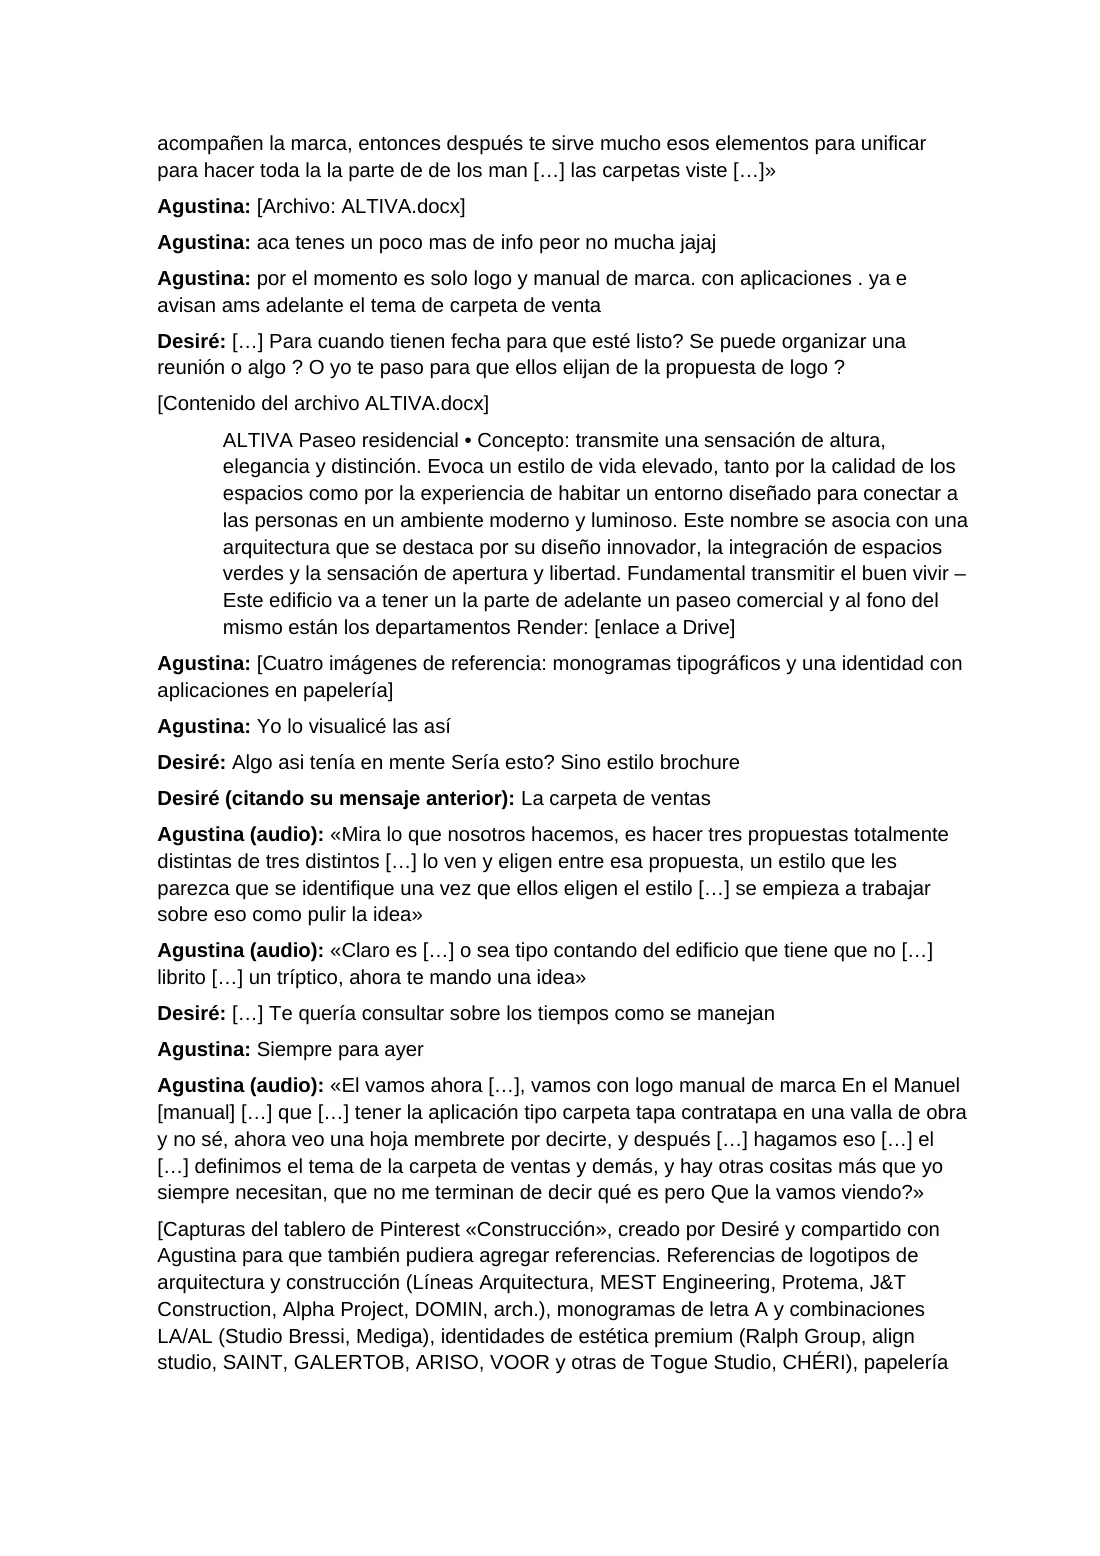 acompañen la marca, entonces después te sirve mucho esos elementos para unificar
para hacer toda la la parte de de los man […] las carpetas viste […]»
Agustina: [Archivo: ALTIVA.docx]
Agustina: aca tenes un poco mas de info peor no mucha jajaj
Agustina: por el momento es solo logo y manual de marca. con aplicaciones . ya e
avisan ams adelante el tema de carpeta de venta
Desiré: […] Para cuando tienen fecha para que esté listo? Se puede organizar una
reunión o algo ? O yo te paso para que ellos elijan de la propuesta de logo ?
[Contenido del archivo ALTIVA.docx]
ALTIVA Paseo residencial • Concepto: transmite una sensación de altura,
elegancia y distinción. Evoca un estilo de vida elevado, tanto por la calidad de los
espacios como por la experiencia de habitar un entorno diseñado para conectar a
las personas en un ambiente moderno y luminoso. Este nombre se asocia con una
arquitectura que se destaca por su diseño innovador, la integración de espacios
verdes y la sensación de apertura y libertad. Fundamental transmitir el buen vivir –
Este edificio va a tener un la parte de adelante un paseo comercial y al fono del
mismo están los departamentos Render: [enlace a Drive]
Agustina: [Cuatro imágenes de referencia: monogramas tipográficos y una identidad con
aplicaciones en papelería]
Agustina: Yo lo visualicé las así
Desiré: Algo asi tenía en mente Sería esto? Sino estilo brochure
Desiré (citando su mensaje anterior): La carpeta de ventas
Agustina (audio): «Mira lo que nosotros hacemos, es hacer tres propuestas totalmente
distintas de tres distintos […] lo ven y eligen entre esa propuesta, un estilo que les
parezca que se identifique una vez que ellos eligen el estilo […] se empieza a trabajar
sobre eso como pulir la idea»
Agustina (audio): «Claro es […] o sea tipo contando del edificio que tiene que no […]
librito […] un tríptico, ahora te mando una idea»
Desiré: […] Te quería consultar sobre los tiempos como se manejan
Agustina: Siempre para ayer
Agustina (audio): «El vamos ahora […], vamos con logo manual de marca En el Manuel
[manual] […] que […] tener la aplicación tipo carpeta tapa contratapa en una valla de obra
y no sé, ahora veo una hoja membrete por decirte, y después […] hagamos eso […] el
[…] definimos el tema de la carpeta de ventas y demás, y hay otras cositas más que yo
siempre necesitan, que no me terminan de decir qué es pero Que la vamos viendo?»
[Capturas del tablero de Pinterest «Construcción», creado por Desiré y compartido con
Agustina para que también pudiera agregar referencias. Referencias de logotipos de
arquitectura y construcción (Líneas Arquitectura, MEST Engineering, Protema, J&T
Construction, Alpha Project, DOMIN, arch.), monogramas de letra A y combinaciones
LA/AL (Studio Bressi, Mediga), identidades de estética premium (Ralph Group, align
studio, SAINT, GALERTOB, ARISO, VOOR y otras de Togue Studio, CHÉRI), papelería